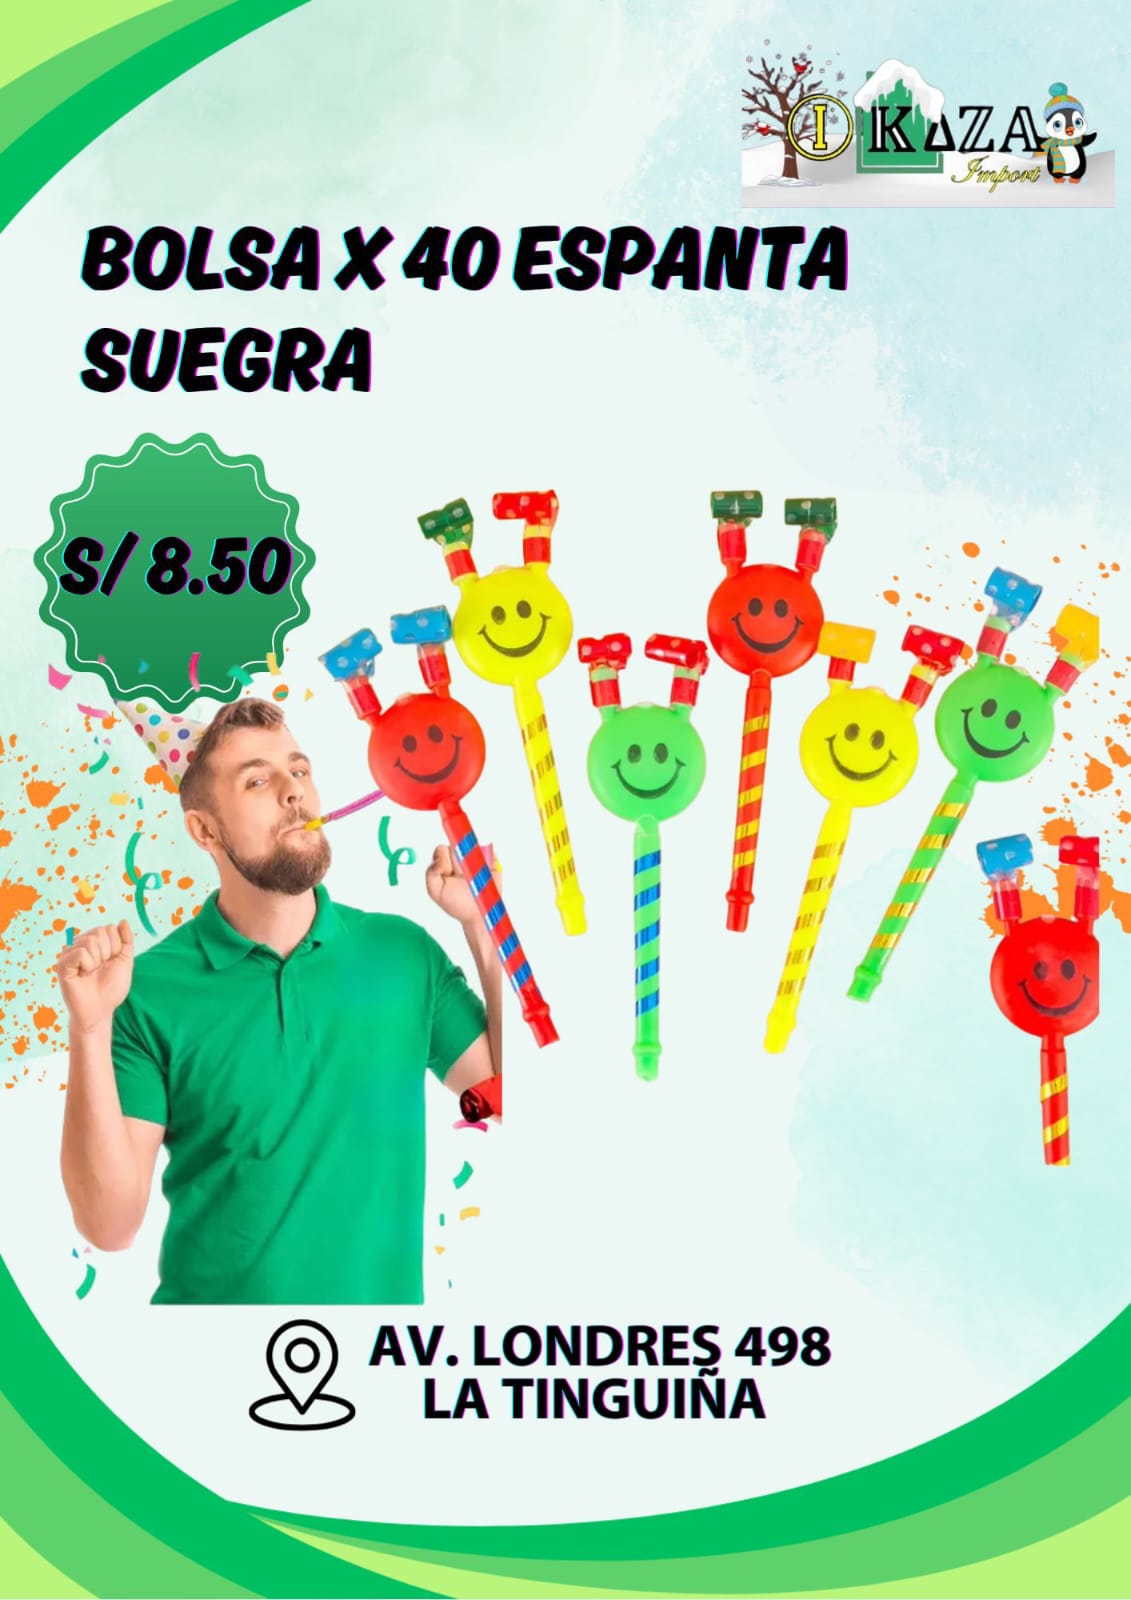 I KAZA
Import
BOLSA X 40 ESPANTA
SUEGRA
S/ 8.50
AV. LONDRES 498
LA TINGUIÑA